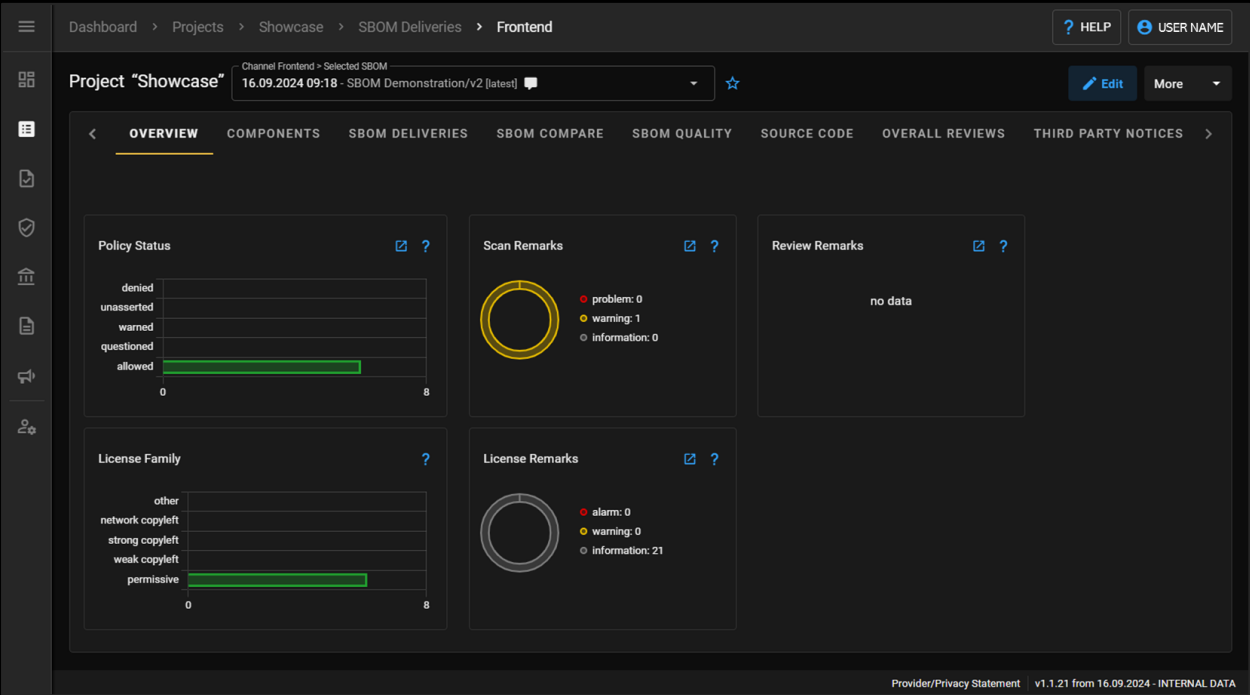 Dashboard > Projects > Showcase > SBOM Deliveries > Frontend
? HELP
USER NAME
Project “Showcase”
Channel Frontend > Selected SBOM
16.09.2024 09:18 - SBOM Demonstration/v2 [latest]
Edit
More
OVERVIEW COMPONENTS SBOM DELIVERIES SBOM COMPARE SBOM QUALITY SOURCE CODE OVERALL REVIEWS THIRD PARTY NOTICES
Policy Status ?
denied
unasserted
warned
questioned
allowed
0 8
Scan Remarks ?
problem: 0
warning: 1
information: 0
Review Remarks ?
no data
License Family ?
other
network copyleft
strong copyleft
weak copyleft
permissive
0 8
License Remarks ?
alarm: 0
warning: 0
information: 21
Provider/Privacy Statement v1.1.21 from 16.09.2024 - INTERNAL DATA